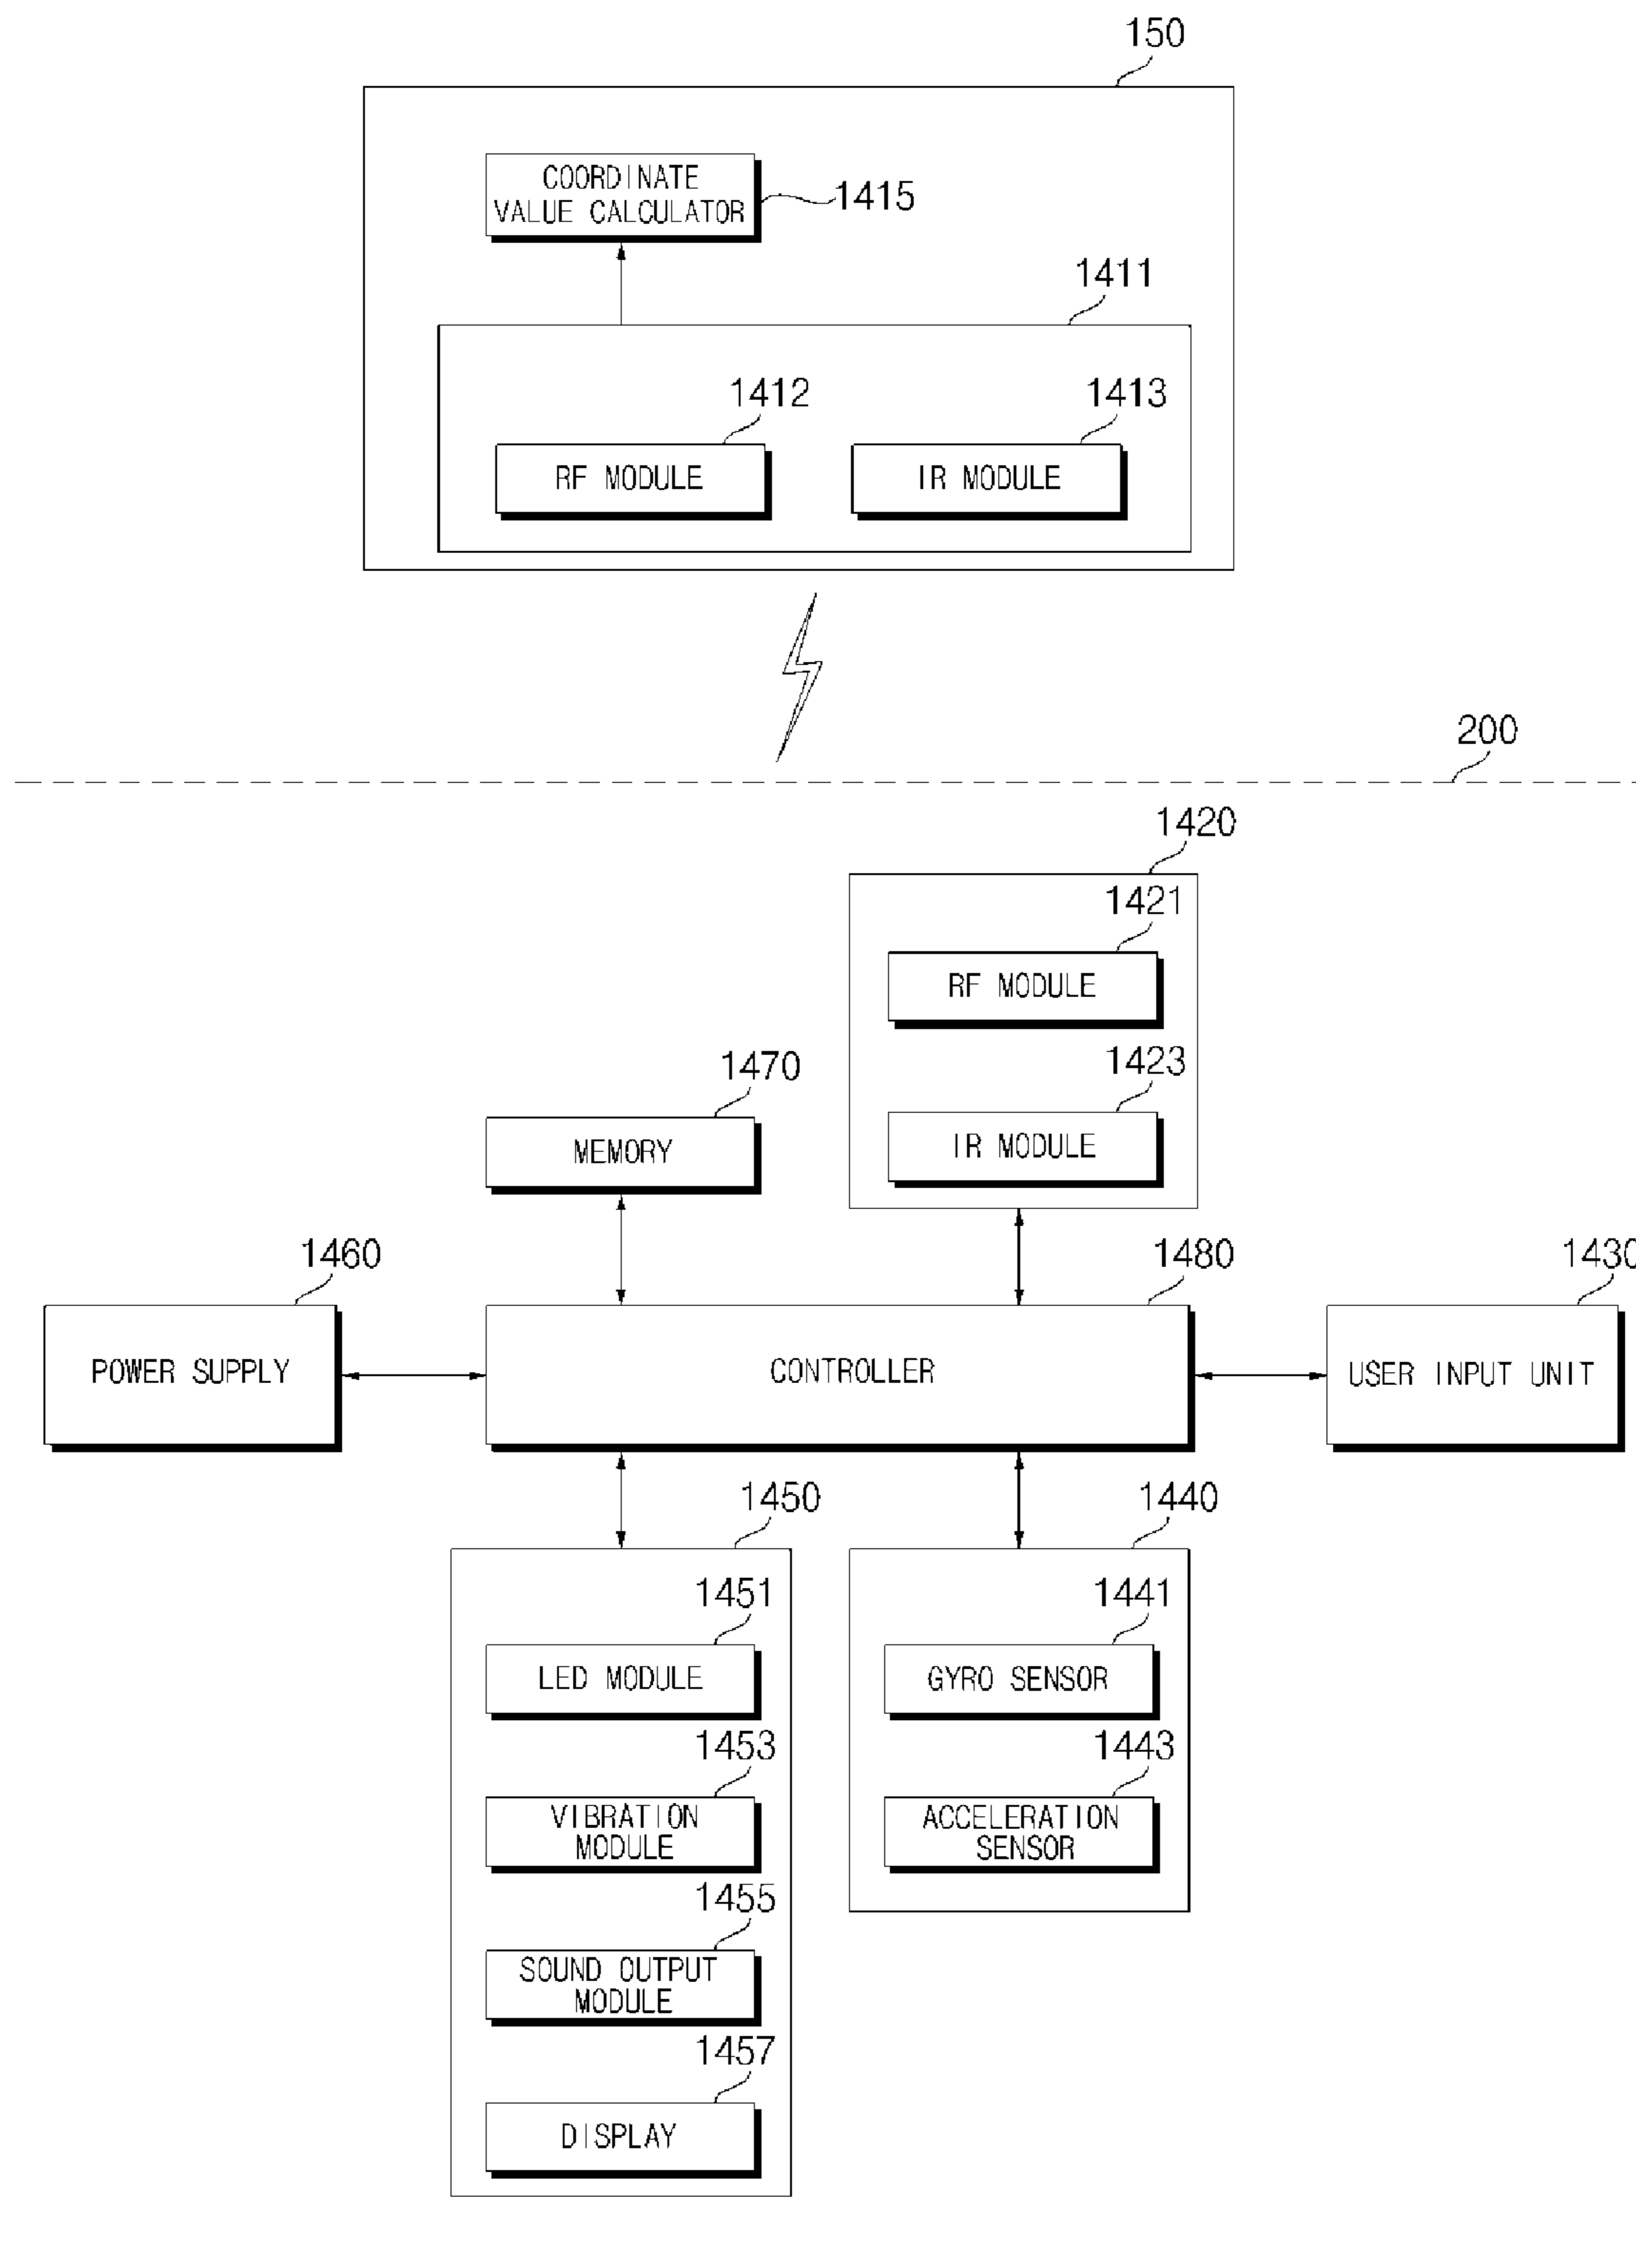 150
COORDINATE
VALUE CALCULATOR
1415
1411
1412
1413
RF MODULE
IR MODULE
200
1420
1421
RF MODULE
1423
IR MODULE
1470
MEMORY
1460
1480
1430
POWER SUPPLY
CONTROLLER
USER INPUT UNIT
1450
1440
1451
LED MODULE
1453
VIBRATION
MODULE
1455
SOUND OUTPUT
MODULE
1457
DISPLAY
1441
GYRO SENSOR
1443
ACCELERATION
SENSOR